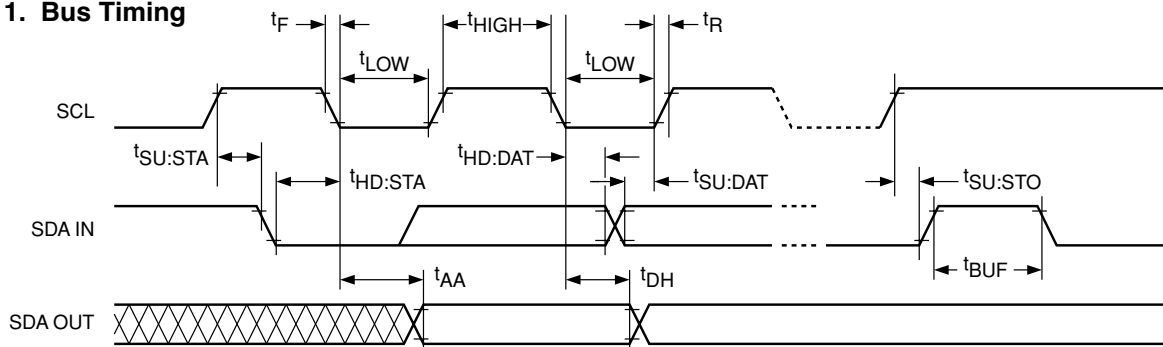 1. Bus Timing
tF
tHIGH
tR
tLOW
tLOW
SCL
tSU:STA
tHD:STA
tHD:DAT
tSU:DAT
tSU:STO
SDA IN
tBUF
tAA
tDH
SDA OUT